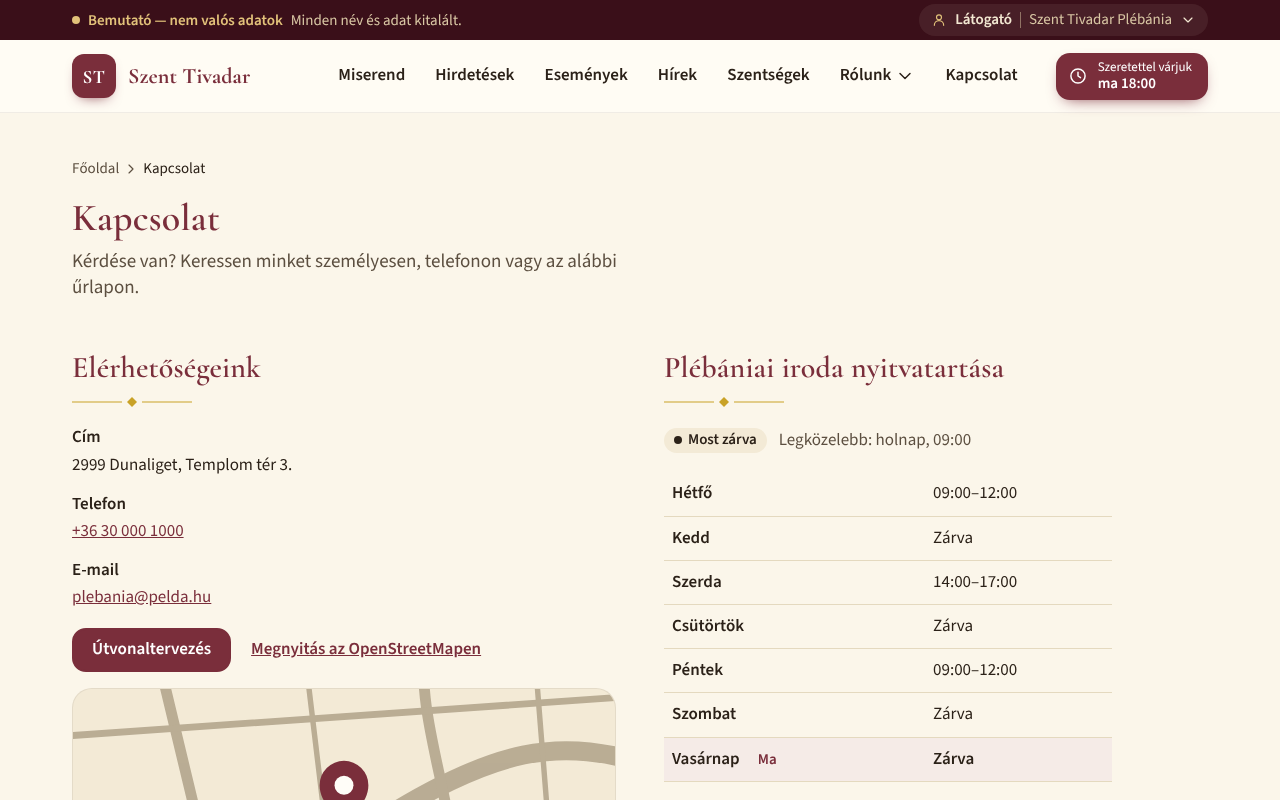 Bemutató — nem valós adatok Minden név és adat kitalált.
Látogató Szent Tivadar Plébánia
ST Szent Tivadar
Miserend Hirdetések Események Hírek Szentségek Rólunk Kapcsolat
Szeretettel várjuk
ma 18:00
Főoldal Kapcsolat
Kapcsolat
Kérdése van? Keressen minket személyesen, telefonon vagy az alábbi
űrlapon.
Elérhetőségeink
Cím
2999 Dunaliget, Templom tér 3.
Telefon
+36 30 000 1000
E-mail
plebania@pelda.hu
Útvonaltervezés Megnyitás az OpenStreetMapen
Plébániai iroda nyitvatartása
Most zárva Legközelebb: holnap, 09:00
Hétfő 09:00–12:00
Kedd Zárva
Szerda 14:00–17:00
Csütörtök Zárva
Péntek 09:00–12:00
Szombat Zárva
Vasárnap Ma Zárva